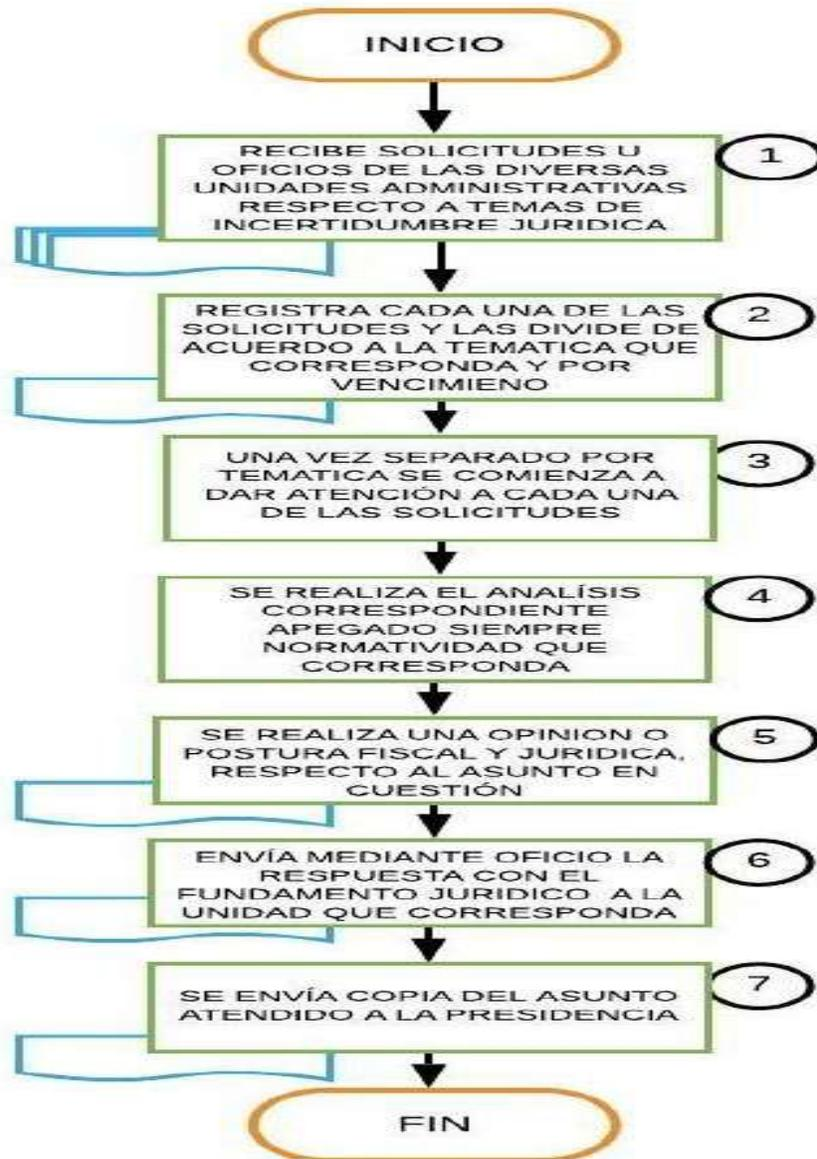 INICIO
1
RECIBE SOLICITUDES U
OFICIOS DE LAS DIVERSAS
UNIDADES ADMINISTRATIVAS
RESPECTO A TEMAS DE
INCERTIDUMBRE JURIDICA
2
REGISTRA CADA UNA DE LAS
SOLICITUDES Y LAS DIVIDE DE
ACUERDO A LA TEMATICA QUE
CORRESPONDA Y POR
VENCIMIENO
3
UNA VEZ SEPARADO POR
TEMATICA SE COMIENZA A
DAR ATENCIÓN A CADA UNA
DE LAS SOLICITUDES
4
SE REALIZA EL ANALÍSIS
CORRESPONDIENTE
APEGADO SIEMPRE
NORMATIVIDAD QUE
CORRESPONDA
5
SE REALIZA UNA OPINION O
POSTURA FISCAL Y JURIDICA,
RESPECTO AL ASUNTO EN
CUESTIÓN
6
ENVÍA MEDIANTE OFICIO LA
RESPUESTA CON EL
FUNDAMENTO JURIDICO A LA
UNIDAD QUE CORRESPONDA
7
SE ENVÍA COPIA DEL ASUNTO
ATENDIDO A LA PRESIDENCIA
FIN